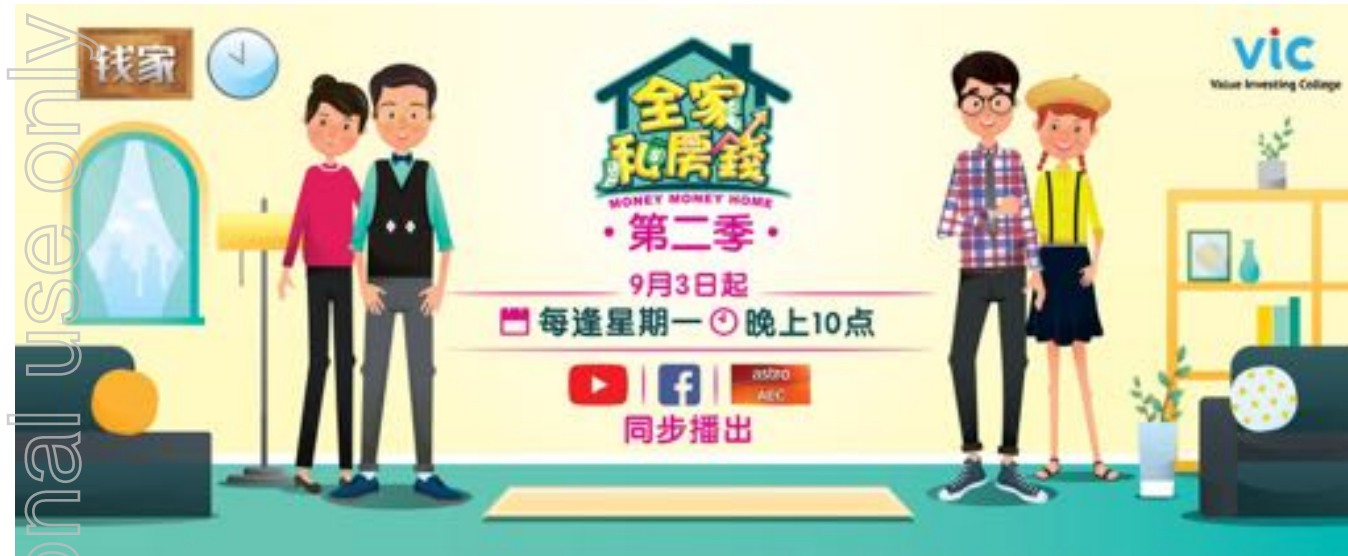 钱家
vic
Value Investing College
全家
私房錢
MONEY MONEY HOME
·第二季·
9月3日起
每逢星期一 晚上10点
astro
AEC
同步播出
onal use only